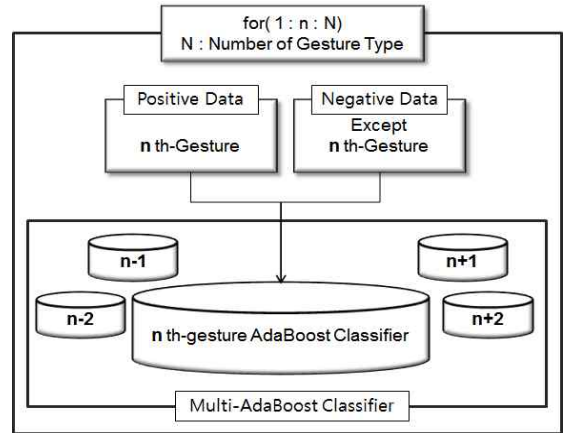 for( 1 : n : N)
N : Number of Gesture Type
Positive Data
n th-Gesture
Negative Data
Except
n th-Gesture
n-1
n+1
n-2
n+2
n th-gesture AdaBoost Classifier
Multi-AdaBoost Classifier